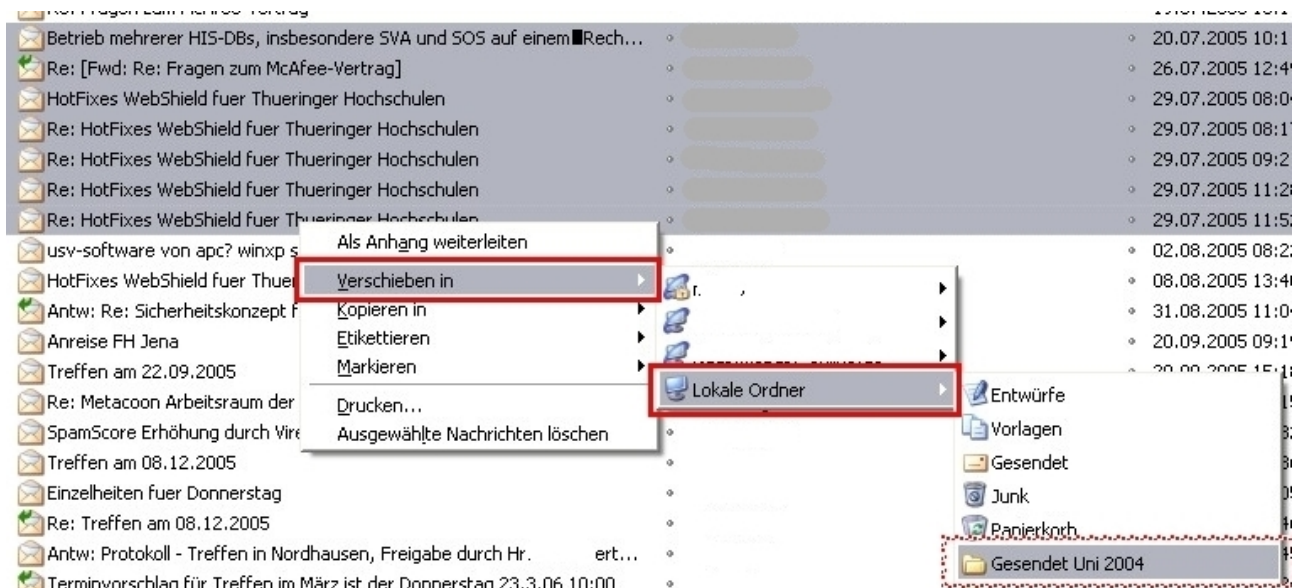 Betrieb mehrerer HIS-DBs, insbesondere SVA und SOS auf einem Rech... 20.07.2005 10:1
Re: [Fwd: Re: Fragen zum McAfee-Vertrag] 26.07.2005 12:4
HotFixes WebShield fuer Thueringer Hochschulen 29.07.2005 08:0
Re: HotFixes WebShield fuer Thueringer Hochschulen 29.07.2005 08:1
Re: HotFixes WebShield fuer Thueringer Hochschulen 29.07.2005 09:2
Re: HotFixes WebShield fuer Thueringer Hochschulen 29.07.2005 11:2
Re: HotFixes WebShield fuer Thueringer Hochschulen 29.07.2005 11:5
usv-software von apc? winxp s 02.08.2005 08:2
HotFixes WebShield fuer Thuer 08.08.2005 13:4
Antw: Re: Sicherheitskonzept f 31.08.2005 11:0
Anreise FH Jena 20.09.2005 09:1
Treffen am 22.09.2005
Re: Metacoon Arbeitsraum der
SpamScore Erhöhung durch Vire
Treffen am 08.12.2005
Einzelheiten fuer Donnerstag
Re: Treffen am 08.12.2005
Antw: Protokoll - Treffen in Nordhausen, Freigabe durch Hr. ert...
Terminvorschlag für Treffen im März ist der Donnerstag 23.3.06 10:00
Als Anhang weiterleiten
Verschieben in
Kopieren in
Etikettieren
Markieren
Drucken...
Ausgewählte Nachrichten löschen
Lokale Ordner
Entwürfe
Vorlagen
Gesendet
Junk
Papierkorb
Gesendet Uni 2004